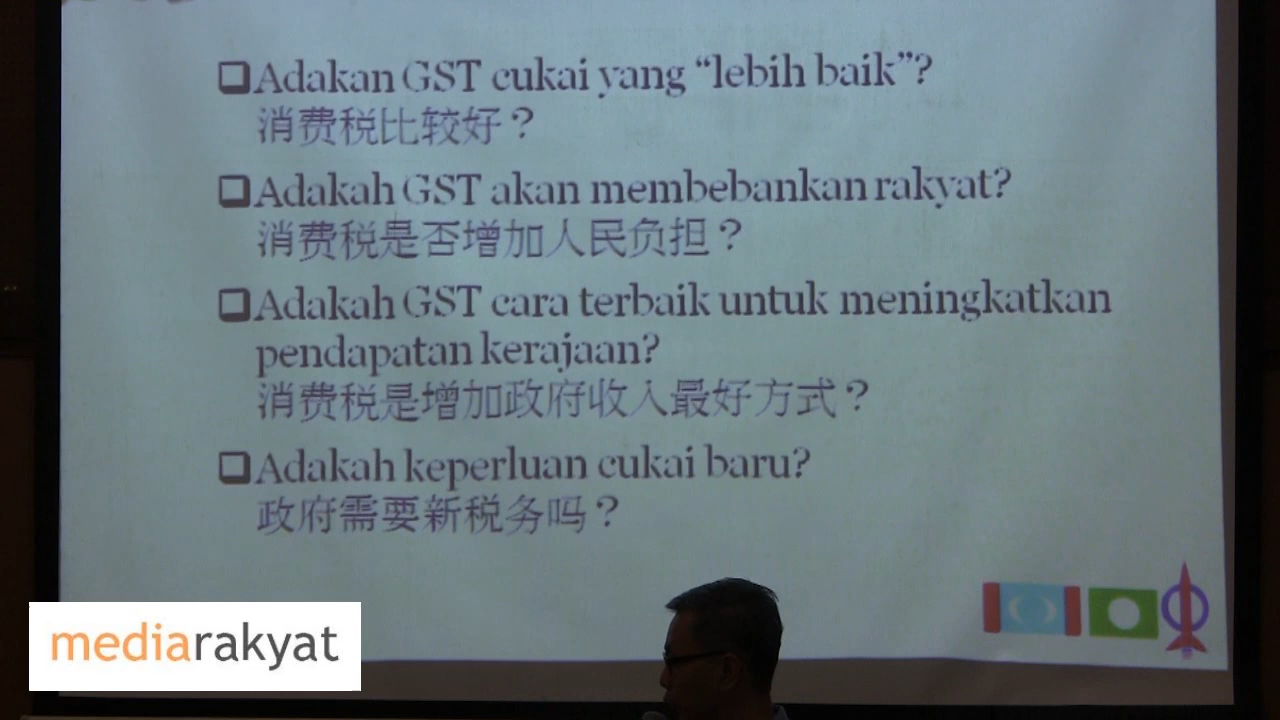 Adakan GST cukai yang “lebih baik”?
消费税比较好？
Adakah GST akan membebankan rakyat?
消费税是否增加人民负担？
Adakah GST cara terbaik untuk meningkatkan
pendapatan kerajaan?
消费税是增加政府收入最好方式？
Adakah keperluan cukai baru?
政府需要新税务吗？
mediarakyat